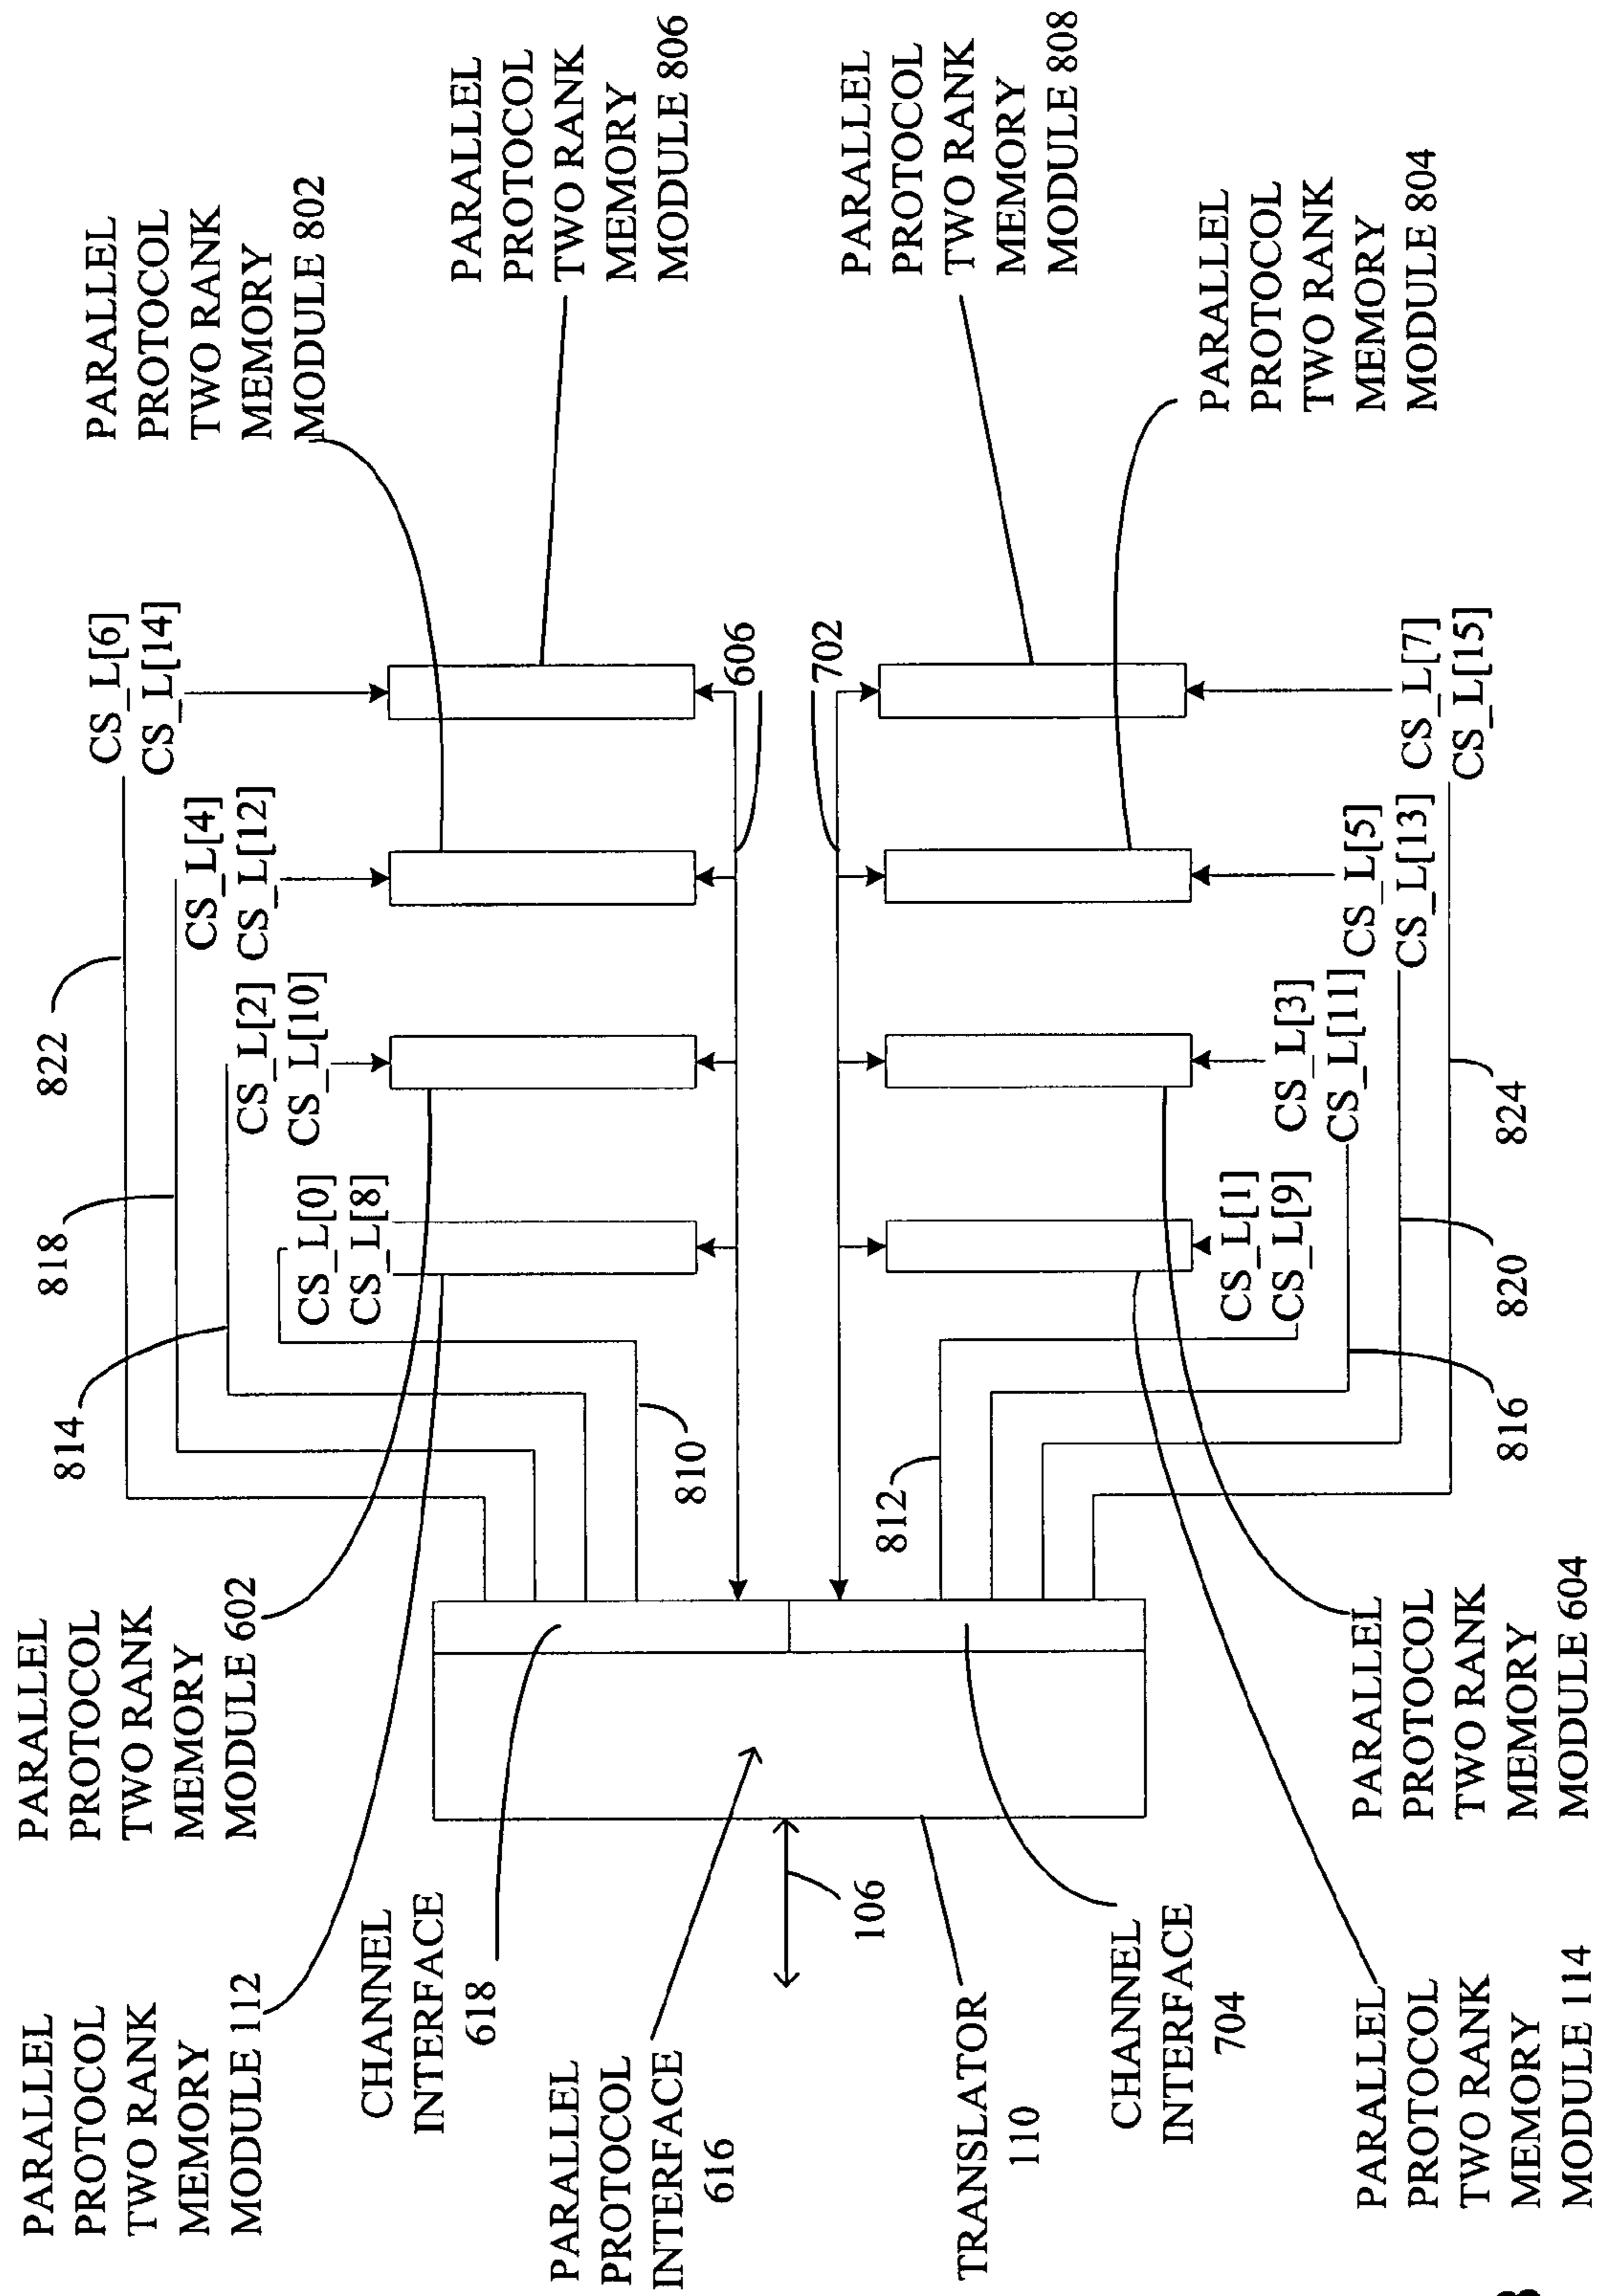 PARALLEL
PROTOCOL
TWO RANK
MEMORY
MODULE 112
PARALLEL
PROTOCOL
TWO RANK
MEMORY
MODULE 602
814
818
822
CS_L[6]
CS_L[14]
CS_L[4]
CS_L[12]
CS_L[2]
CS_L[10]
CS_L[0]
CS_L[8]
PARALLEL
PROTOCOL
TWO RANK
MEMORY
MODULE 802
PARALLEL
PROTOCOL
TWO RANK
MEMORY
MODULE 806
CHANNEL
INTERFACE
618
810
606
PARALLEL
PROTOCOL
INTERFACE
616
106
812
702
PARALLEL
PROTOCOL
TWO RANK
MEMORY
MODULE 808
TRANSLATOR
110
CHANNEL
INTERFACE
704
CS_L[1]
CS_L[9]
CS_L[3]
CS_L[11]
CS_L[5]
CS_L[13]
CS_L[7]
CS_L[15]
PARALLEL
PROTOCOL
TWO RANK
MEMORY
MODULE 804
PARALLEL
PROTOCOL
TWO RANK
MEMORY
MODULE 114
PARALLEL
PROTOCOL
TWO RANK
MEMORY
MODULE 604
816
820
824